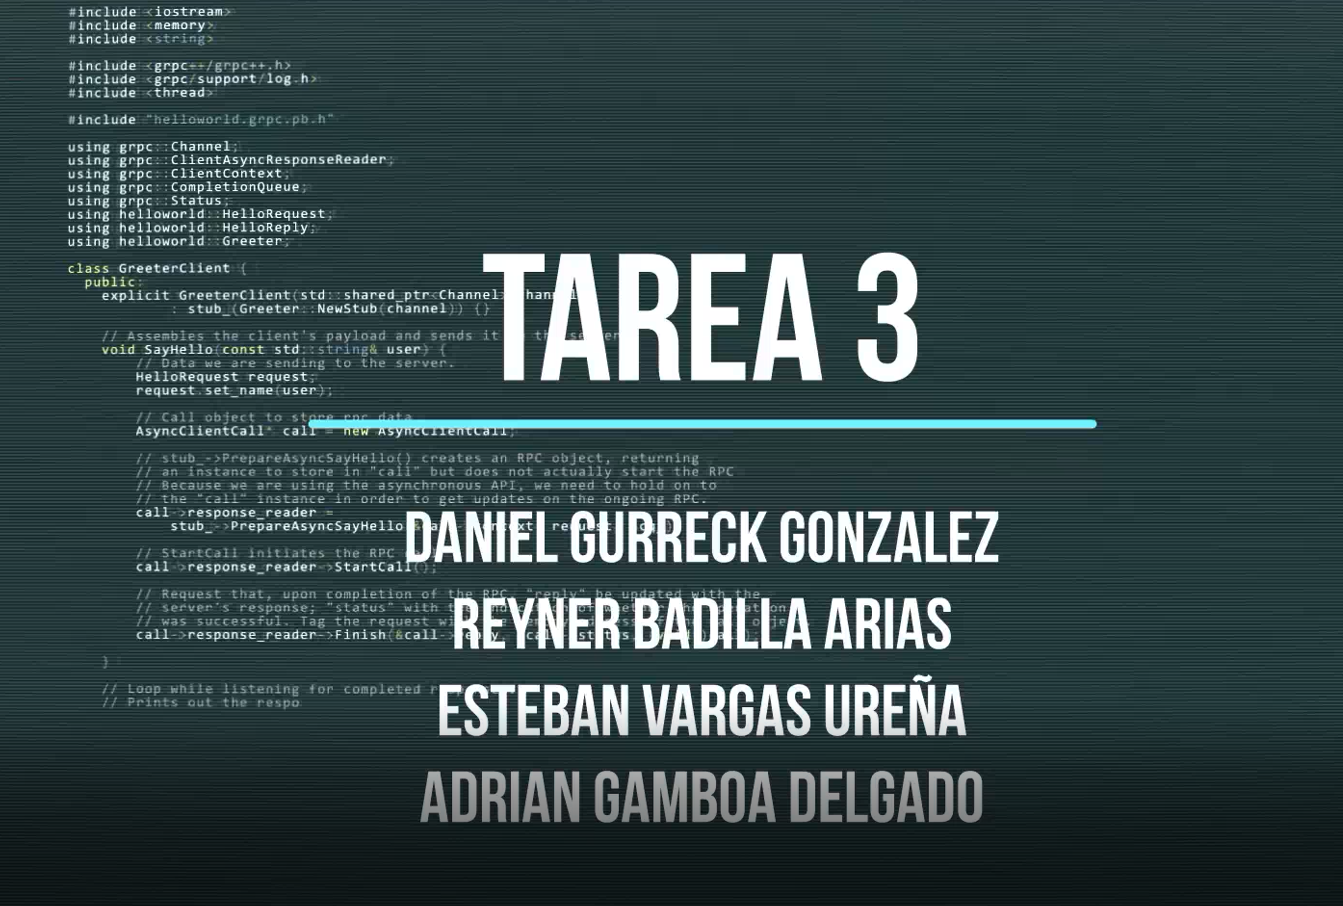 #include <iostream>
#include <memory>
#include <string>
#include <grpc++/grpc++.h>
#include <grpc/support/log.h>
#include <thread>
#include "helloworld.grpc.pb.h"
using grpc::Channel;
using grpc::ClientAsyncResponseReader;
using grpc::ClientContext;
using grpc::CompletionQueue;
using grpc::Status;
using helloworld::HelloRequest;
using helloworld::HelloReply;
using helloworld::Greeter;
class GreeterClient {
public:
explicit GreeterClient(std::shared_ptr<Channel>
: stub_(Greeter::NewStub(channel)) {}
// Assembles the client's payload and sends it
void SayHello(const std::string& user) {
// Data we are sending to the server.
HelloRequest request;
request.set_name(user);
// Call object to store rpc data
AsyncClientCall* call = new AsyncClientCall;
// stub_->PrepareAsyncSayHello() creates an RPC object, returning
// an instance to store in "call" but does not actually start the RPC
// Because we are using the asynchronous API, we need to hold on to
// the "call" instance in order to get updates on the ongoing RPC.
call->response_reader =
stub_->PrepareAsyncSayHello
// StartCall initiates the RPC
call->response_reader->StartCall();
// Request that, upon completion of the RPC, "reply" be updated with the
// server's response; "status" with
// was successful. Tag the request
call->response_reader->Finish(&call->
}
// Loop while listening for completed
// Prints out the respo
TAREA 3
DANIEL GURRECK GONZALEZ
REYNER BADILLA ARIAS
ESTEBAN VARGAS UREÑA
ADRIAN GAMBOA DELGADO